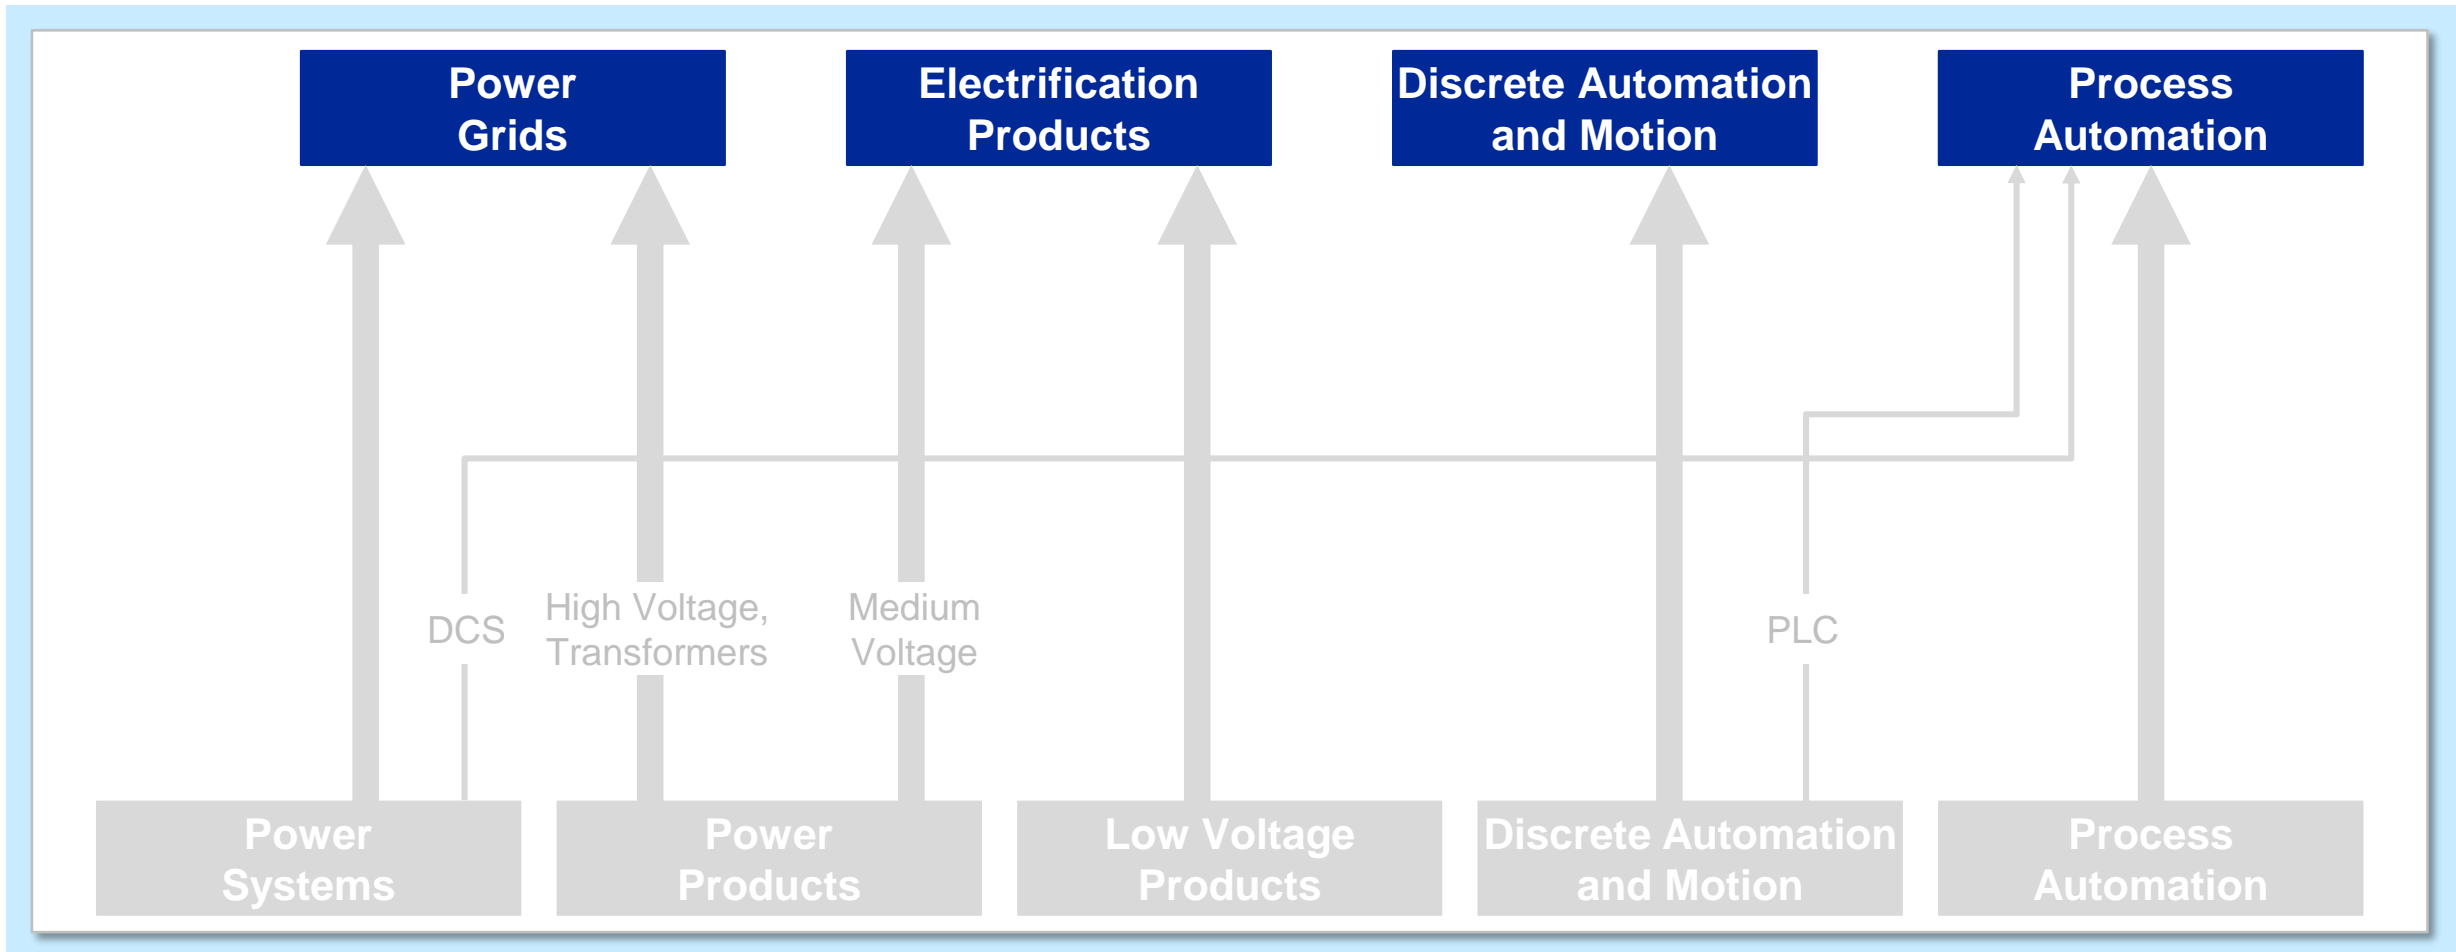 Power
Grids
Electrification
Products
Discrete Automation
and Motion
Process
Automation
DCS
High Voltage,
Transformers
Medium
Voltage
PLC
Power
Systems
Power
Products
Low Voltage
Products
Discrete Automation
and Motion
Process
Automation